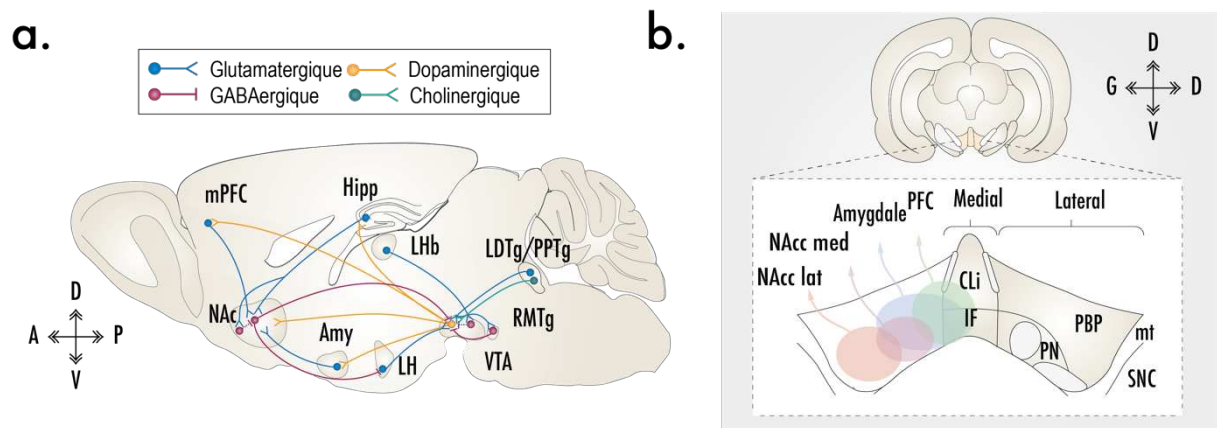 a.
Glutamatergique Dopaminergique
GABAergique Cholinergique
mPFC
Hipp
LHb
LDTg/PPTg
NAc
Amy
LH
VTA
RMTg
D
A P
V
b.
D
G D
V
Amygdale PFC Medial Lateral
NAcc med
NAcc lat
CLi
IF
PBP
PN
mt
SNC